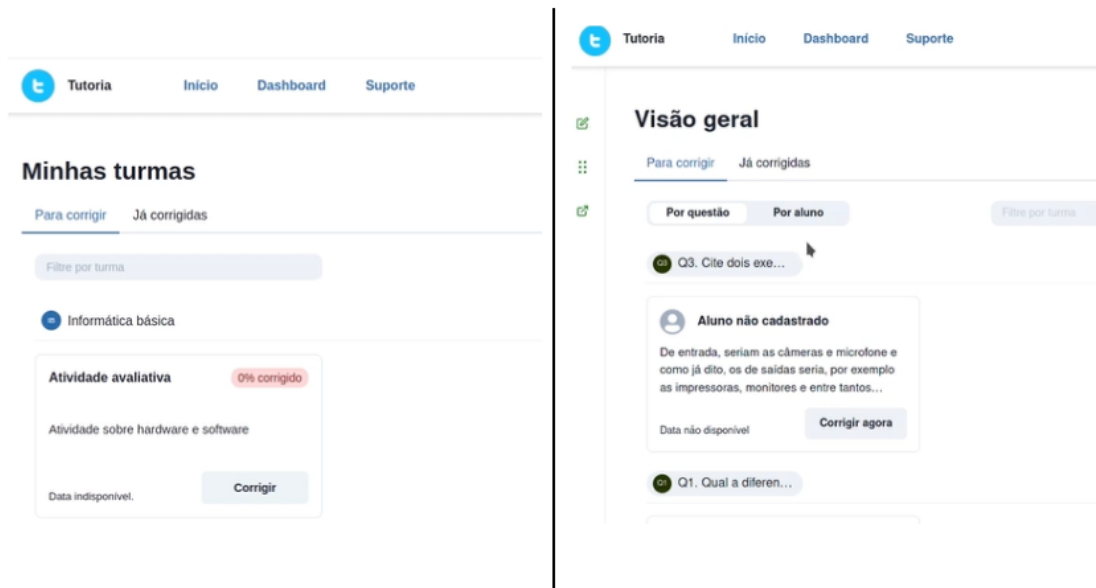 Tutoria Início Dashboard Suporte
Minhas turmas
Para corrigir Já corrigidas
Filtre por turma
Informática básica
Atividade avaliativa 0% corrigido
Atividade sobre hardware e software
Data indisponível. Corrigir
Tutoria Início Dashboard Suporte
Visão geral
Para corrigir Já corrigidas
Por questão Por aluno Filtre por turma
Q3 Q3. Cite dois exe...
Aluno não cadastrado
De entrada, seriam as câmeras e microfone e
como já dito, os de saídas seria, por exemplo
as impressoras, monitores e entre tantos...
Data não disponível Corrigir agora
Q1 Q1. Qual a diferen...